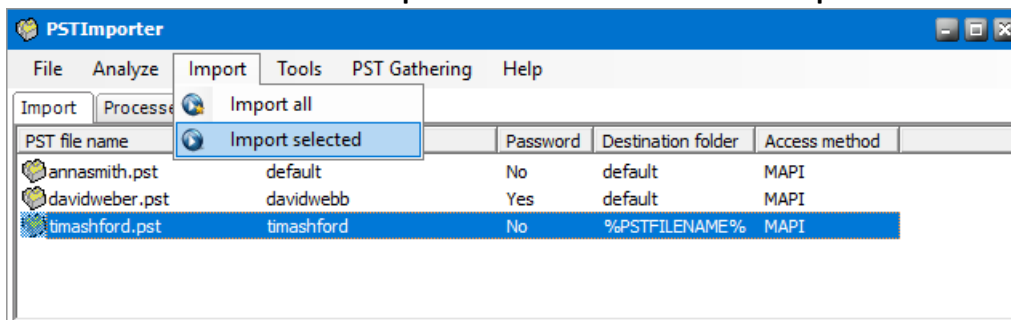 PSTImporter
File Analyze Import Tools PST Gathering Help
Import Processe Import all
PST file name Import selected Password Destination folder Access method
annasmith.pst default No default MAPI
davidweber.pst davidwebb Yes default MAPI
timashford.pst timashford No %PSTFILENAME% MAPI